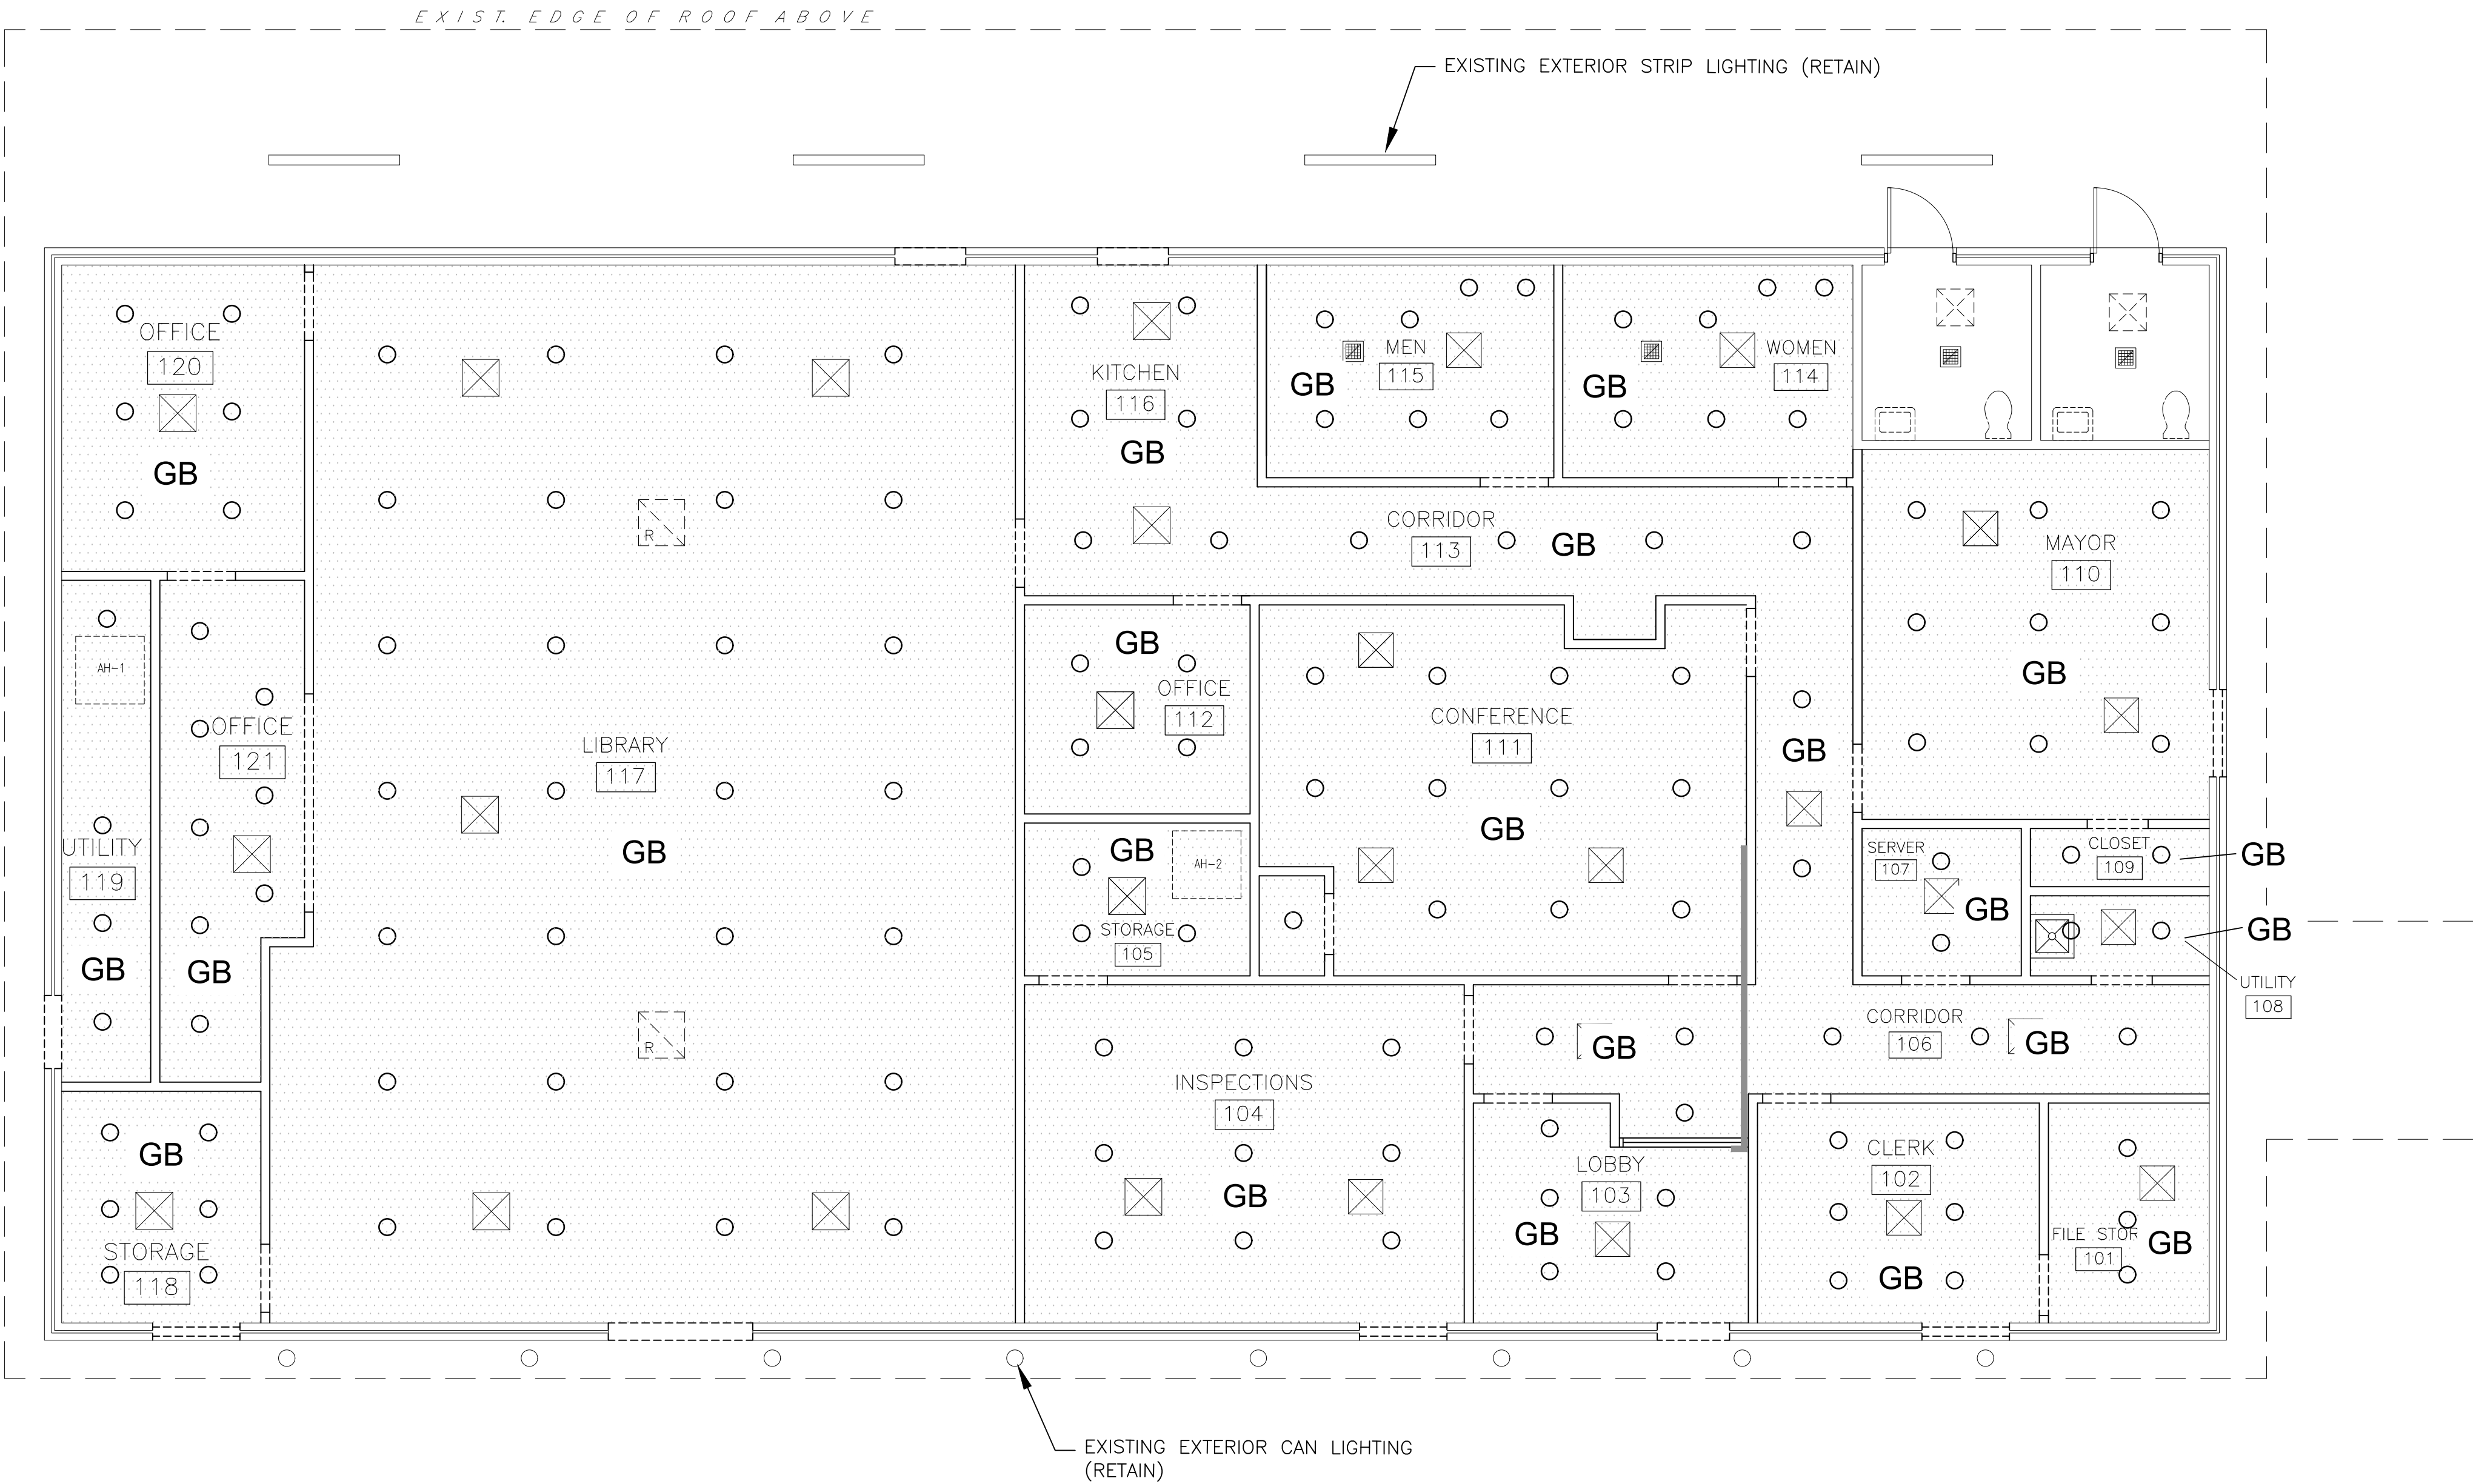 EXIST. EDGE OF ROOF ABOVE
EXISTING EXTERIOR STRIP LIGHTING (RETAIN)
OFFICE
120
GB
KITCHEN
116
GB
MEN
115
GB
WOMEN
114
GB
CORRIDOR
113
GB
MAYOR
110
GB
R
AH-1
OFFICE
121
GB
UTILITY
119
GB
LIBRARY
117
GB
R
GB
OFFICE
112
CONFERENCE
111
GB
GB
GB
AH-2
STORAGE
105
SERVER
107
GB
CLOSET
109
GB
GB
UTILITY
108
CORRIDOR
106
GB
GB
INSPECTIONS
104
GB
LOBBY
103
GB
CLERK
102
GB
FILE STOR
101
GB
GB
STORAGE
118
EXISTING EXTERIOR CAN LIGHTING
(RETAIN)